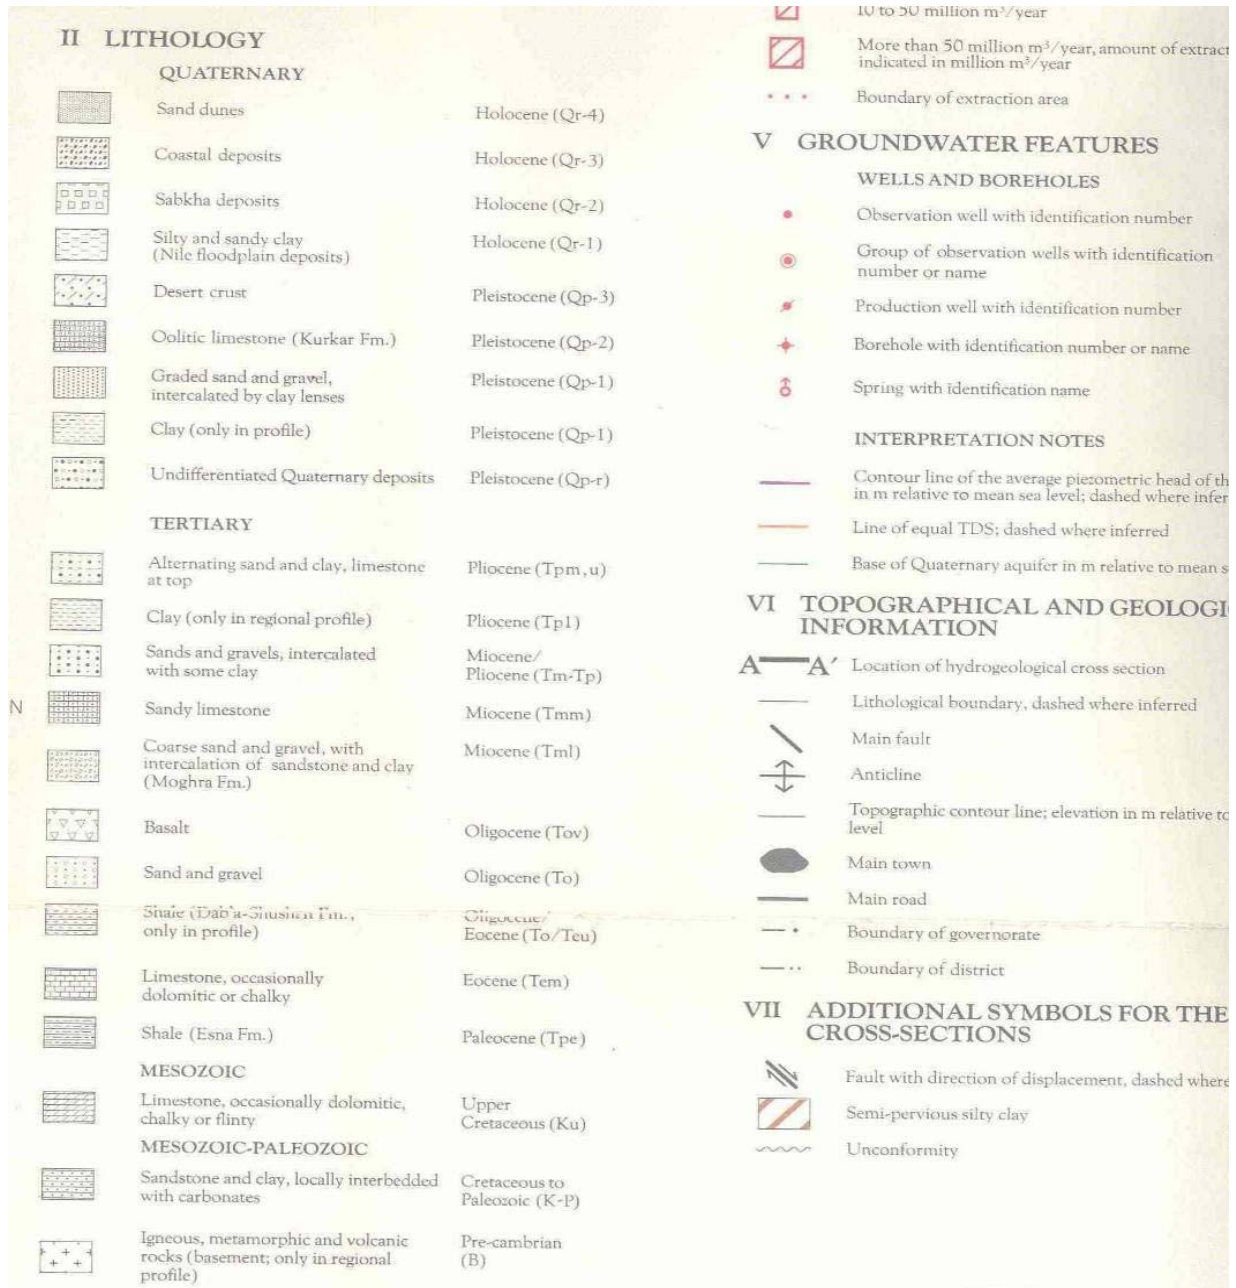 II LITHOLOGY
QUATERNARY
Sand dunes Holocene (Qr-4)
Coastal deposits Holocene (Qr-3)
Sabkha deposits Holocene (Qr-2)
Silty and sandy clay Holocene (Qr-1)
(Nile floodplain deposits)
Desert crust Pleistocene (Qp-3)
Oolitic limestone (Kurkar Fm.) Pleistocene (Qp-2)
Graded sand and gravel, Pleistocene (Qp-1)
intercalated by clay lenses
Clay (only in profile) Pleistocene (Qp-1)
Undifferentiated Quaternary deposits Pleistocene (Qp-r)
TERTIARY
Alternating sand and clay, limestone Pliocene (Tpm,u)
at top
Clay (only in regional profile) Pliocene (Tpl)
Sands and gravels, intercalated Miocene/
with some clay Pliocene (Tm-Tp)
N
Sandy limestone Miocene (Tmm)
Coarse sand and gravel, with Miocene (Tml)
intercalation of sandstone and clay
(Moghra Fm.)
Basalt Oligocene (Tov)
Sand and gravel Oligocene (To)
Shale (Dab'a-Shushea Fm., Oligocene/
only in profile) Eocene (To/Teu)
Limestone, occasionally Eocene (Tem)
dolomitic or chalky
Shale (Esna Fm.) Paleocene (Tpe)
MESOZOIC
Limestone, occasionally dolomitic, Upper
chalky or flinty Cretaceous (Ku)
MESOZOIC-PALEOZOIC
Sandstone and clay, locally interbedded Cretaceous to
with carbonates Paleozoic (K-P)
Igneous, metamorphic and volcanic Pre-cambrian
rocks (basement; only in regional (B)
profile)
10 to 50 million m³/year
More than 50 million m³/year, amount of extract
indicated in million m³/year
Boundary of extraction area
V GROUNDWATER FEATURES
WELLS AND BOREHOLES
Observation well with identification number
Group of observation wells with identification
number or name
Production well with identification number
Borehole with identification number or name
Spring with identification name
INTERPRETATION NOTES
Contour line of the average piezometric head of th
in m relative to mean sea level; dashed where infer
Line of equal TDS; dashed where inferred
Base of Quaternary aquifer in m relative to mean s
VI TOPOGRAPHICAL AND GEOLOGI
INFORMATION
A A′ Location of hydrogeological cross section
Lithological boundary, dashed where inferred
Main fault
Anticline
Topographic contour line; elevation in m relative to
level
Main town
Main road
Boundary of governorate
Boundary of district
VII ADDITIONAL SYMBOLS FOR THE
CROSS-SECTIONS
Fault with direction of displacement, dashed where
Semi-pervious silty clay
Unconformity